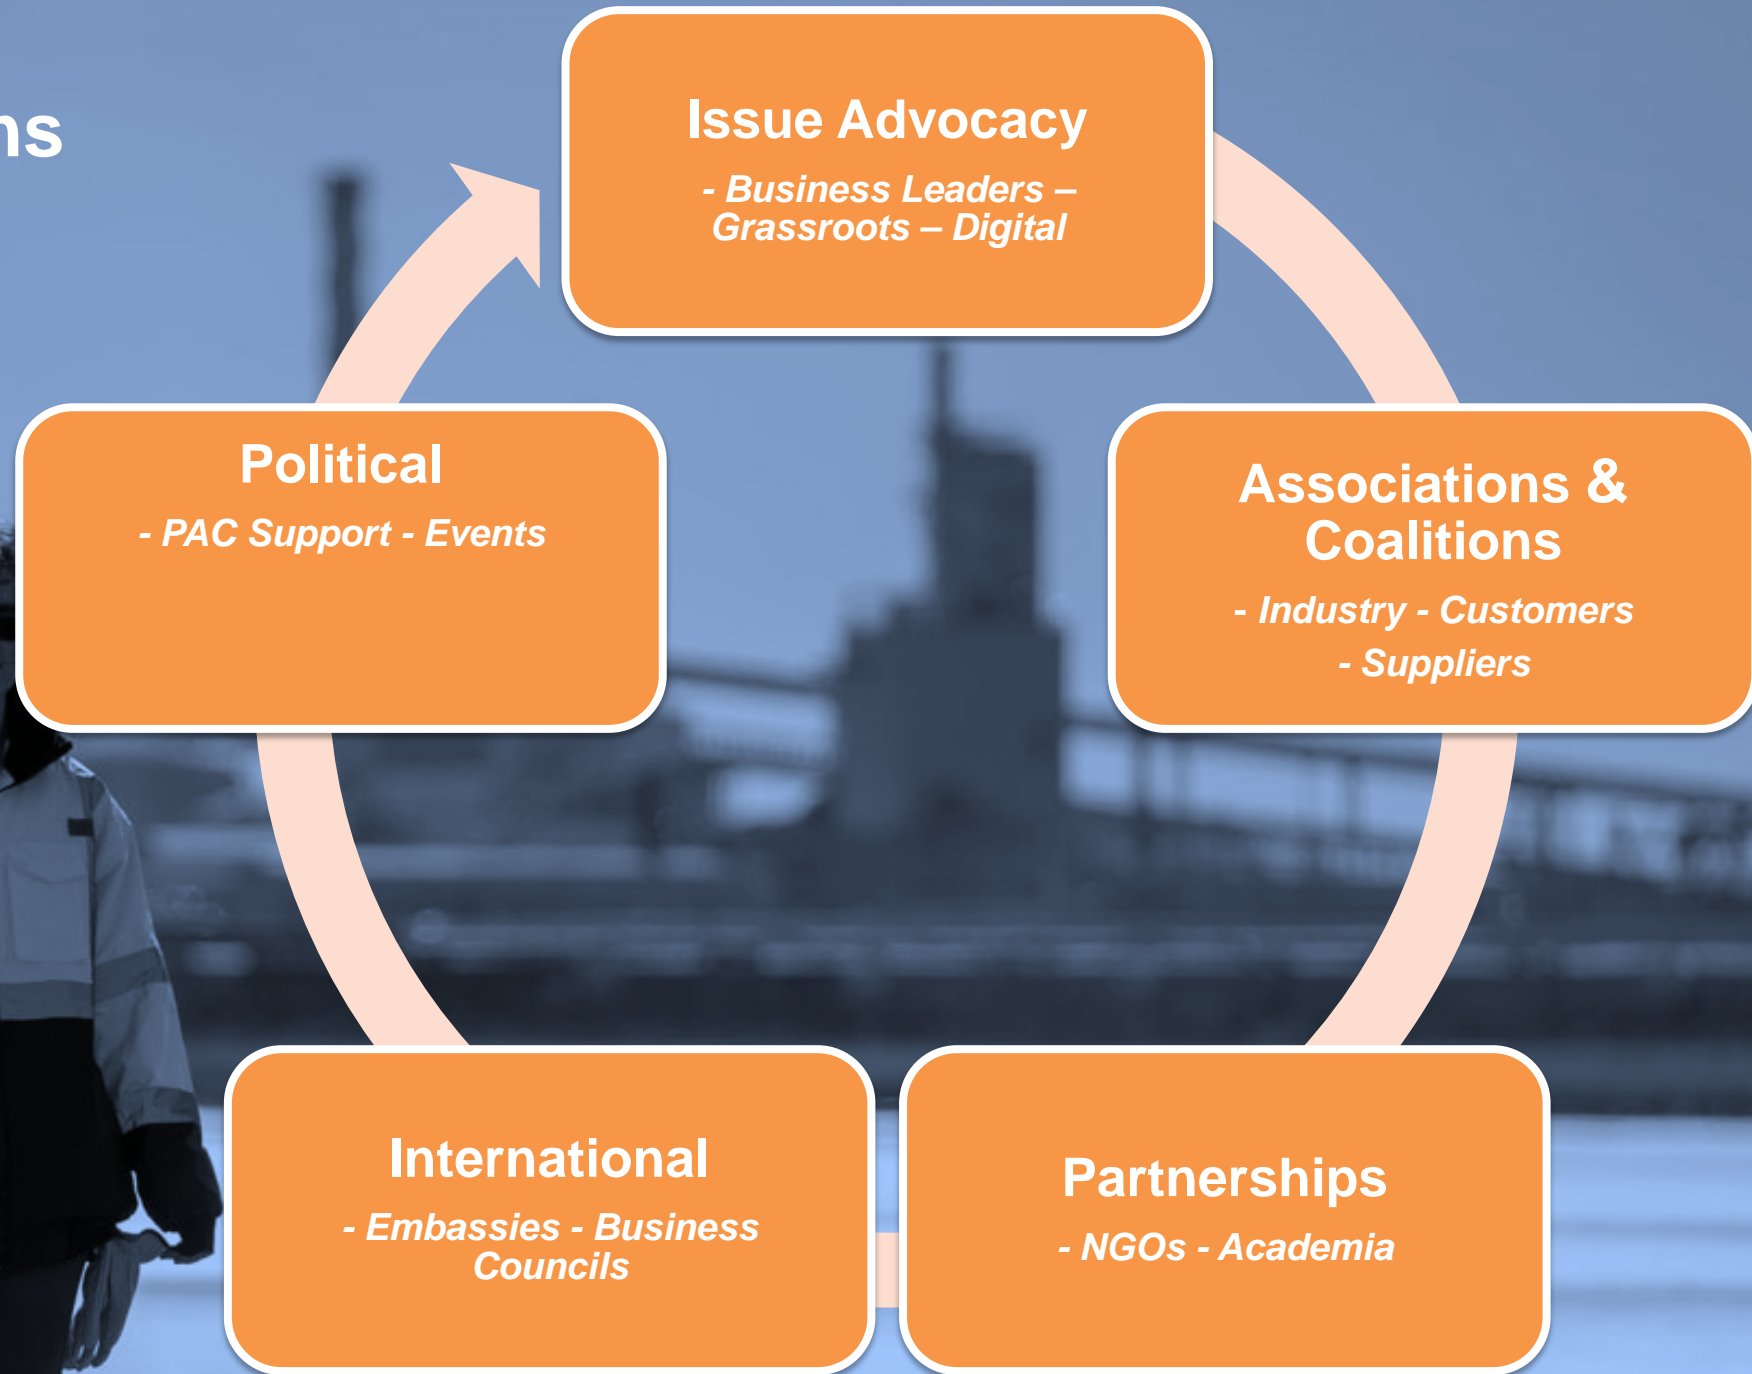 ns
Issue Advocacy
- Business Leaders –
Grassroots – Digital
Political
- PAC Support - Events
Associations &
Coalitions
- Industry - Customers
- Suppliers
International
- Embassies - Business
Councils
Partnerships
- NGOs - Academia